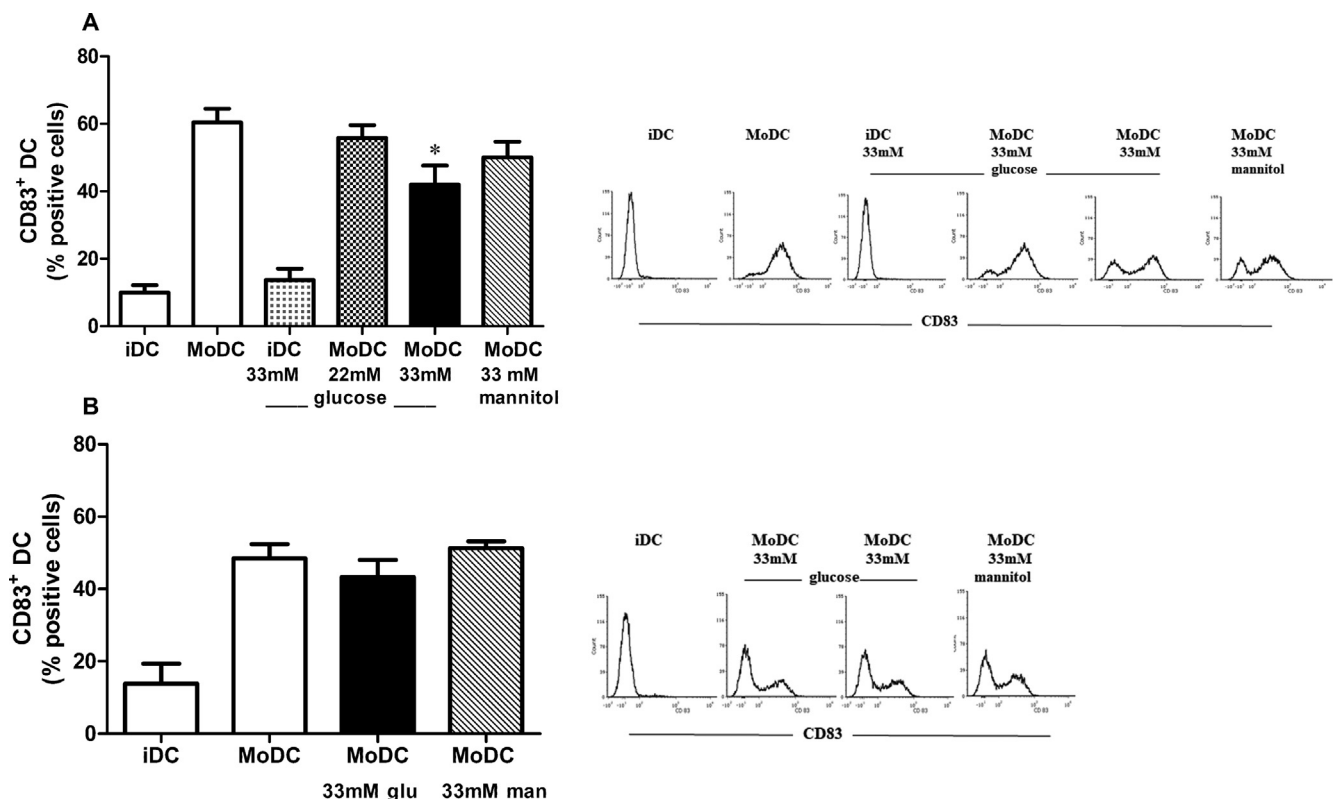 A
CD83+ DC
(% positive cells)
80
60
40
20
0
*
iDC MoDC iDC MoDC MoDC MoDC
33mM 22mM 33mM 33 mM
glucose mannitol
iDC MoDC iDC MoDC MoDC MoDC
33mM 33mM 33mM 33mM
glucose mannitol
CD83
B
CD83+ DC
(% positive cells)
80
60
40
20
0
iDC MoDC MoDC MoDC
33mM glu 33mM man
iDC MoDC MoDC MoDC
33mM 33mM 33mM
glucose mannitol
CD83